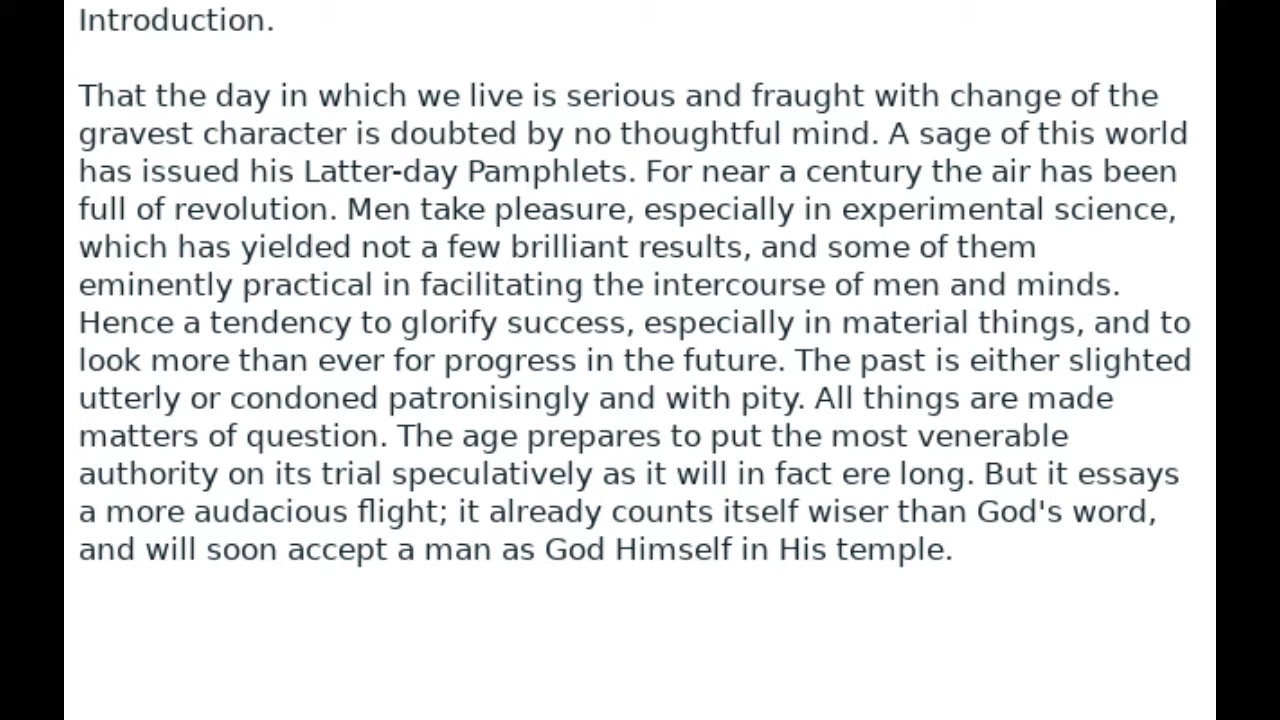 Introduction.
That the day in which we live is serious and fraught with change of the
gravest character is doubted by no thoughtful mind. A sage of this world
has issued his Latter-day Pamphlets. For near a century the air has been
full of revolution. Men take pleasure, especially in experimental science,
which has yielded not a few brilliant results, and some of them
eminently practical in facilitating the intercourse of men and minds.
Hence a tendency to glorify success, especially in material things, and to
look more than ever for progress in the future. The past is either slighted
utterly or condoned patronisingly and with pity. All things are made
matters of question. The age prepares to put the most venerable
authority on its trial speculatively as it will in fact ere long. But it essays
a more audacious flight; it already counts itself wiser than God's word,
and will soon accept a man as God Himself in His temple.